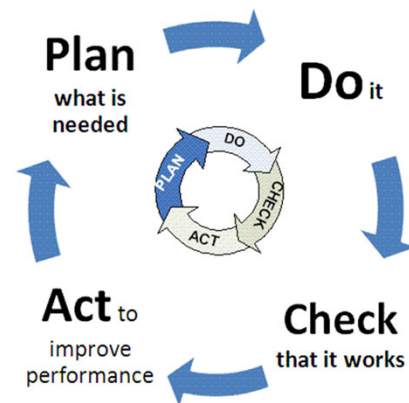 Plan
what is
needed
Do it
DO
PLAN
CHECK
ACT
Act to
improve
performance
Check
that it works